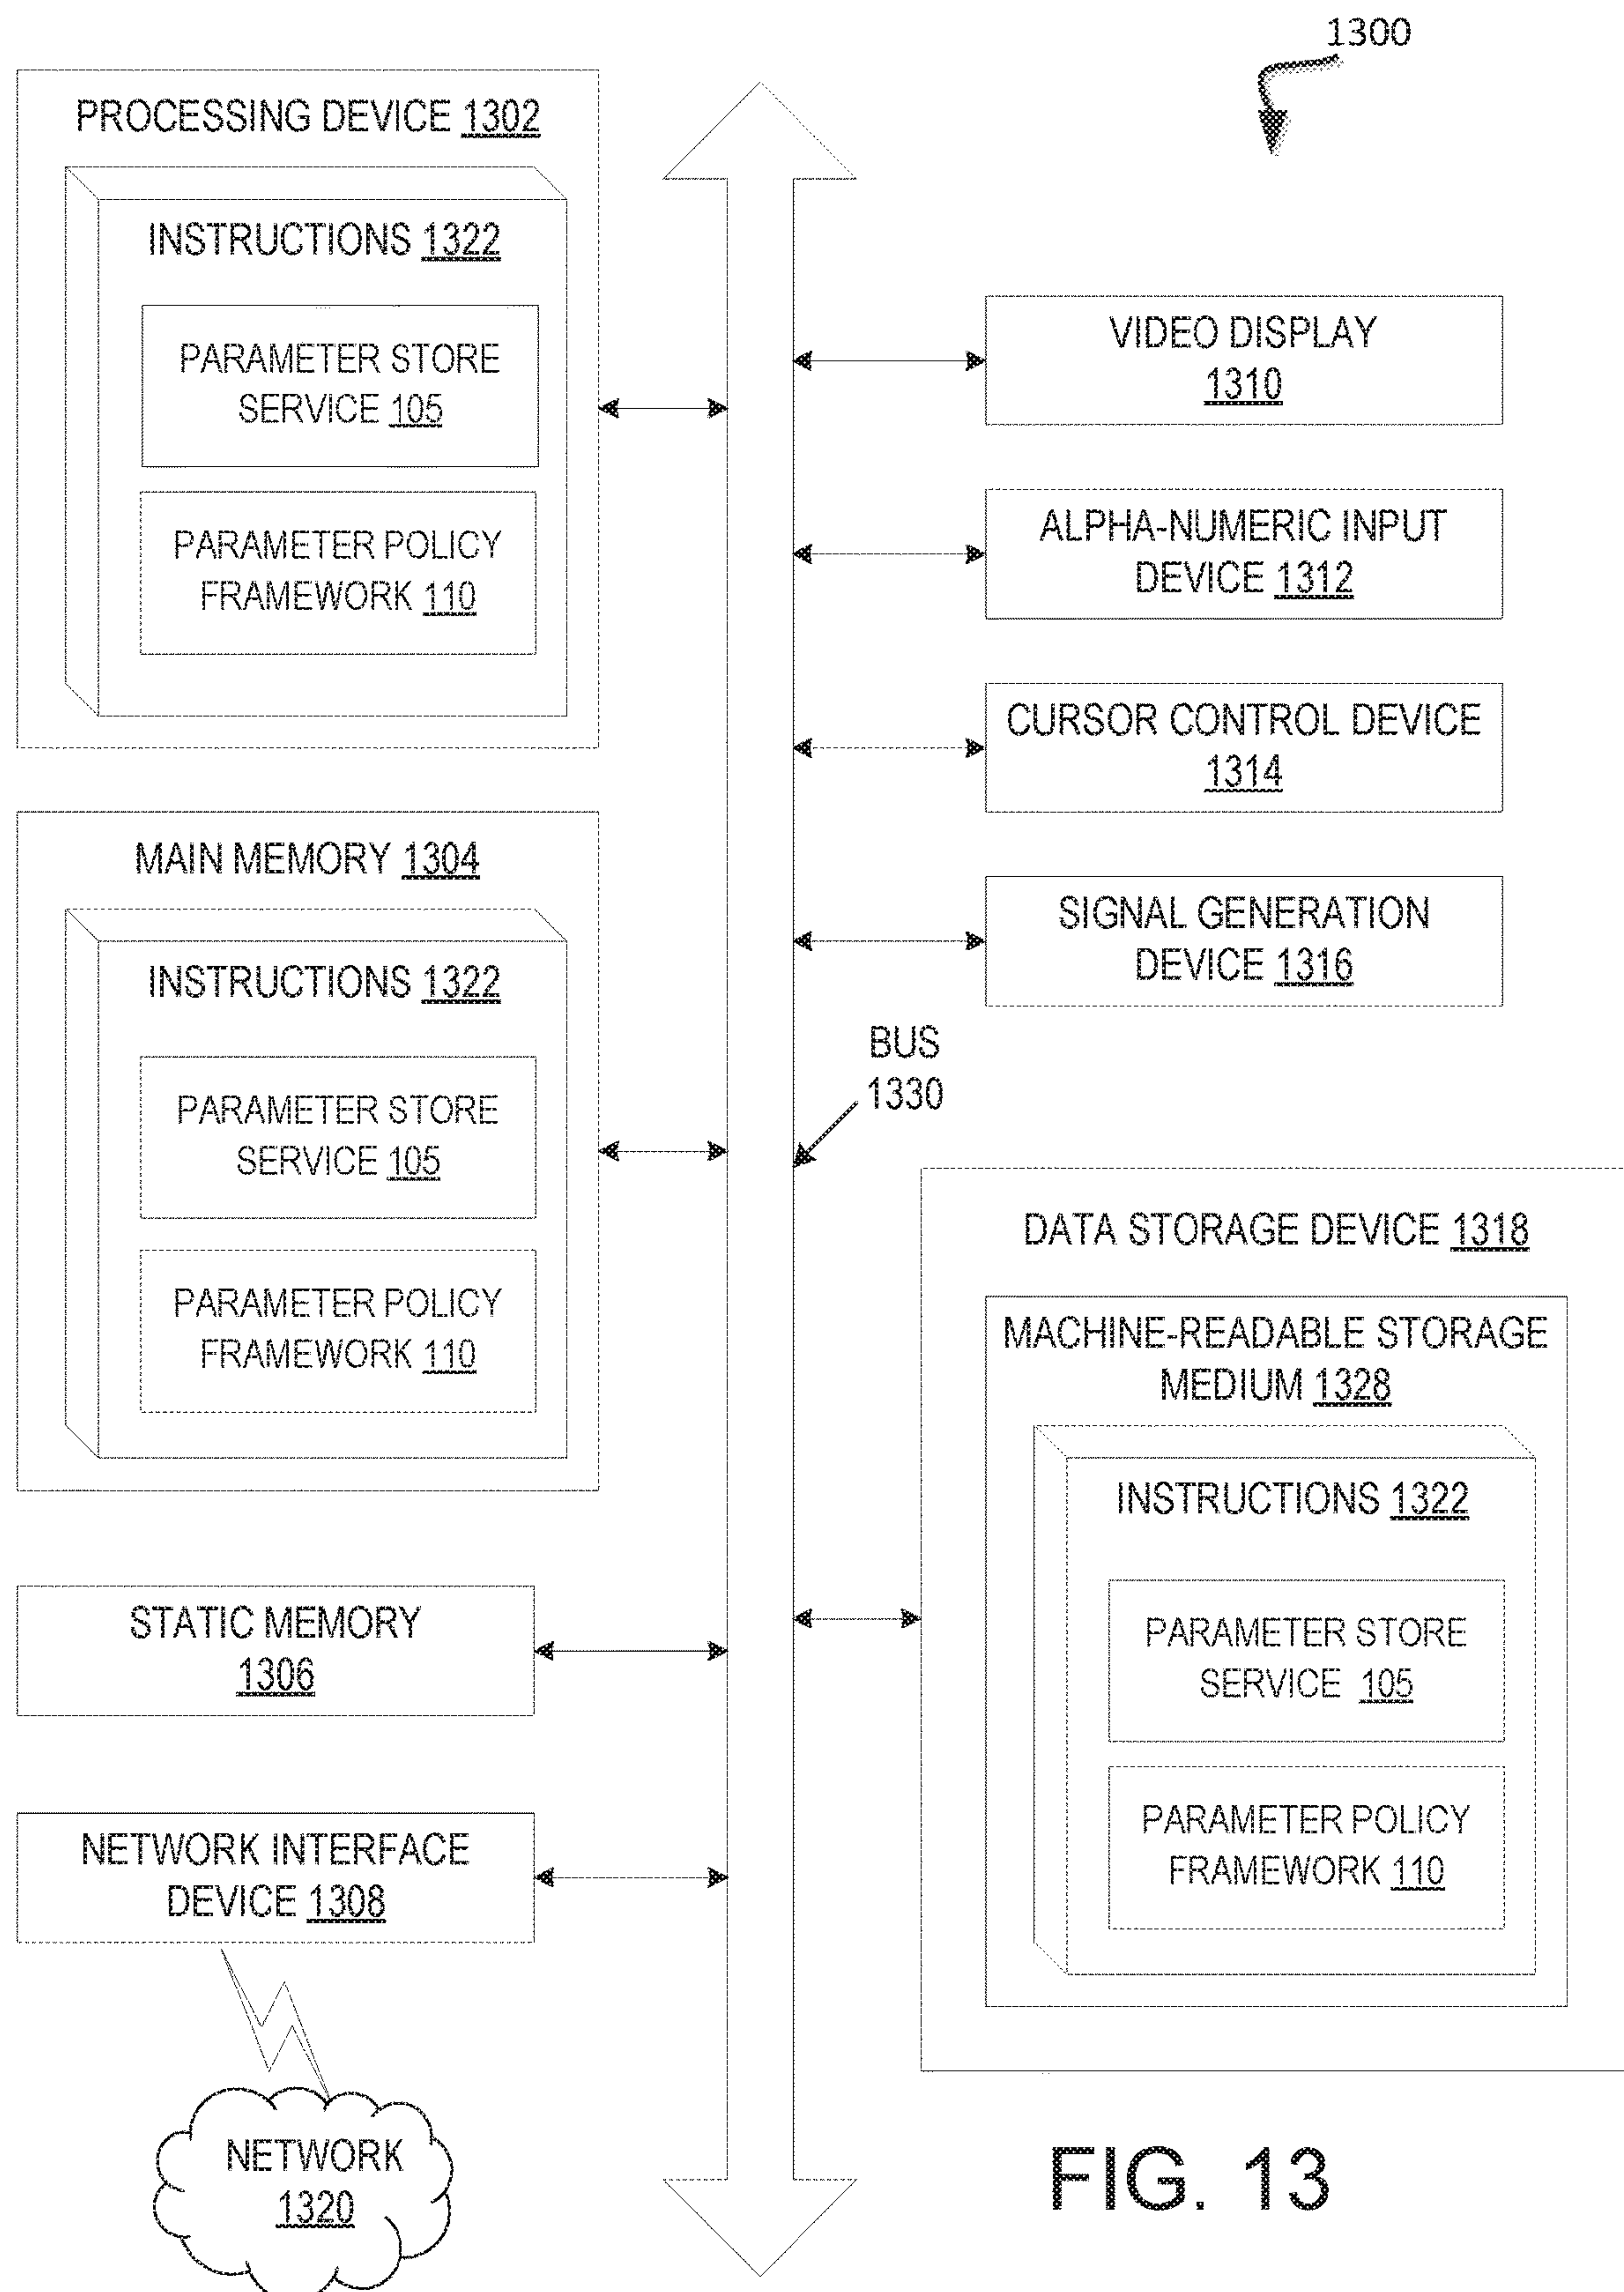 1300
PROCESSING DEVICE 1302
INSTRUCTIONS 1322
PARAMETER STORE
SERVICE 105
PARAMETER POLICY
FRAMEWORK 110
MAIN MEMORY 1304
INSTRUCTIONS 1322
PARAMETER STORE
SERVICE 105
PARAMETER POLICY
FRAMEWORK 110
STATIC MEMORY
1306
NETWORK INTERFACE
DEVICE 1308
NETWORK
1320
VIDEO DISPLAY
1310
ALPHA-NUMERIC INPUT
DEVICE 1312
CURSOR CONTROL DEVICE
1314
SIGNAL GENERATION
DEVICE 1316
BUS
1330
DATA STORAGE DEVICE 1318
MACHINE-READABLE STORAGE
MEDIUM 1328
INSTRUCTIONS 1322
PARAMETER STORE
SERVICE 105
PARAMETER POLICY
FRAMEWORK 110
FIG. 13